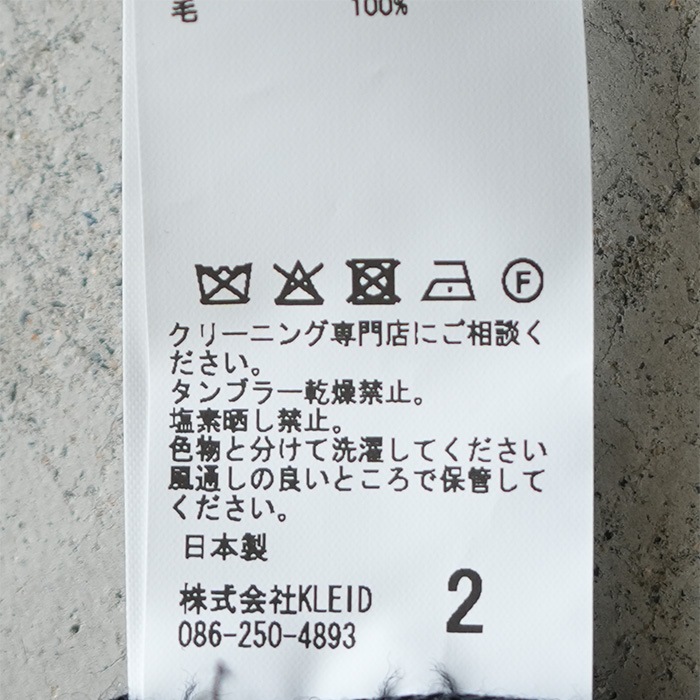 毛 100%
クリーニング専門店にご相談く
ださい。
タンブラー乾燥禁止。
塩素晒し禁止。
色物と分けて洗濯してください
風通しの良いところで保管して
ください。
日本製
株式会社KLEID
086-250-4893
2
F